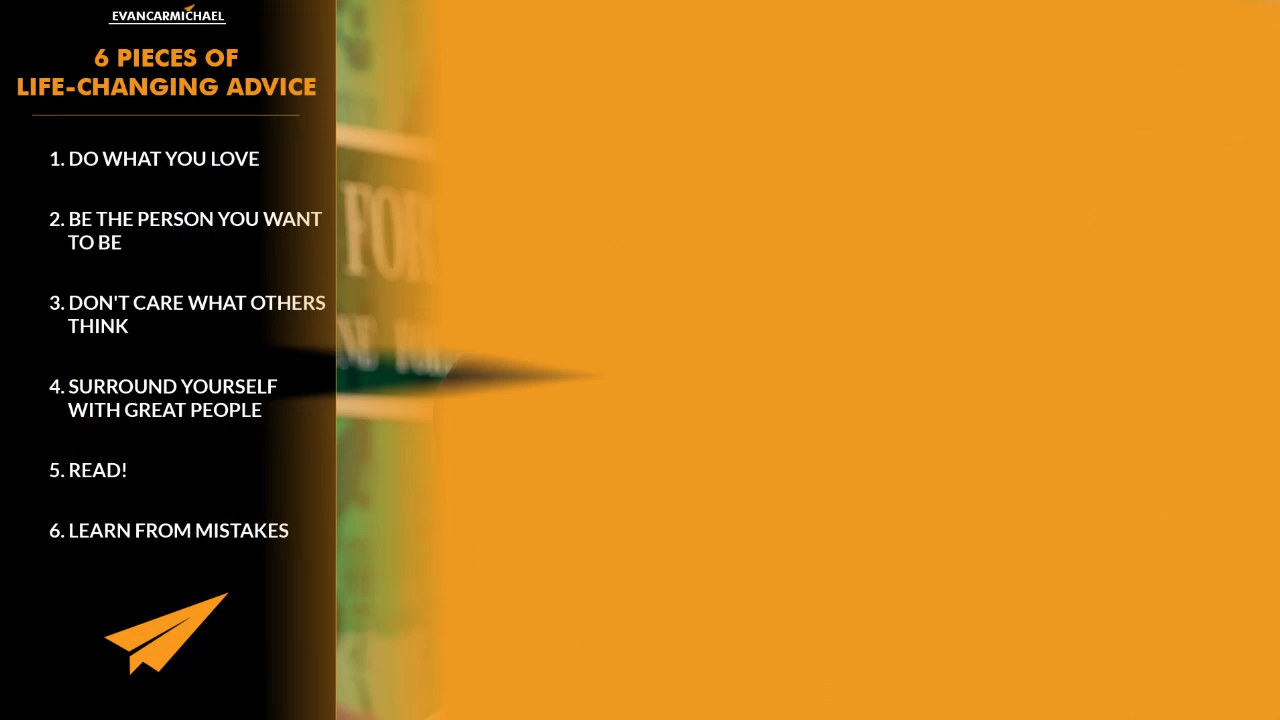 EVANCARMICHAEL
6 PIECES OF
LIFE-CHANGING ADVICE
1. DO WHAT YOU LOVE
2. BE THE PERSON YOU WANT
TO BE
3. DON'T CARE WHAT OTHERS
THINK
4. SURROUND YOURSELF
WITH GREAT PEOPLE
5. READ!
6. LEARN FROM MISTAKES
FOR